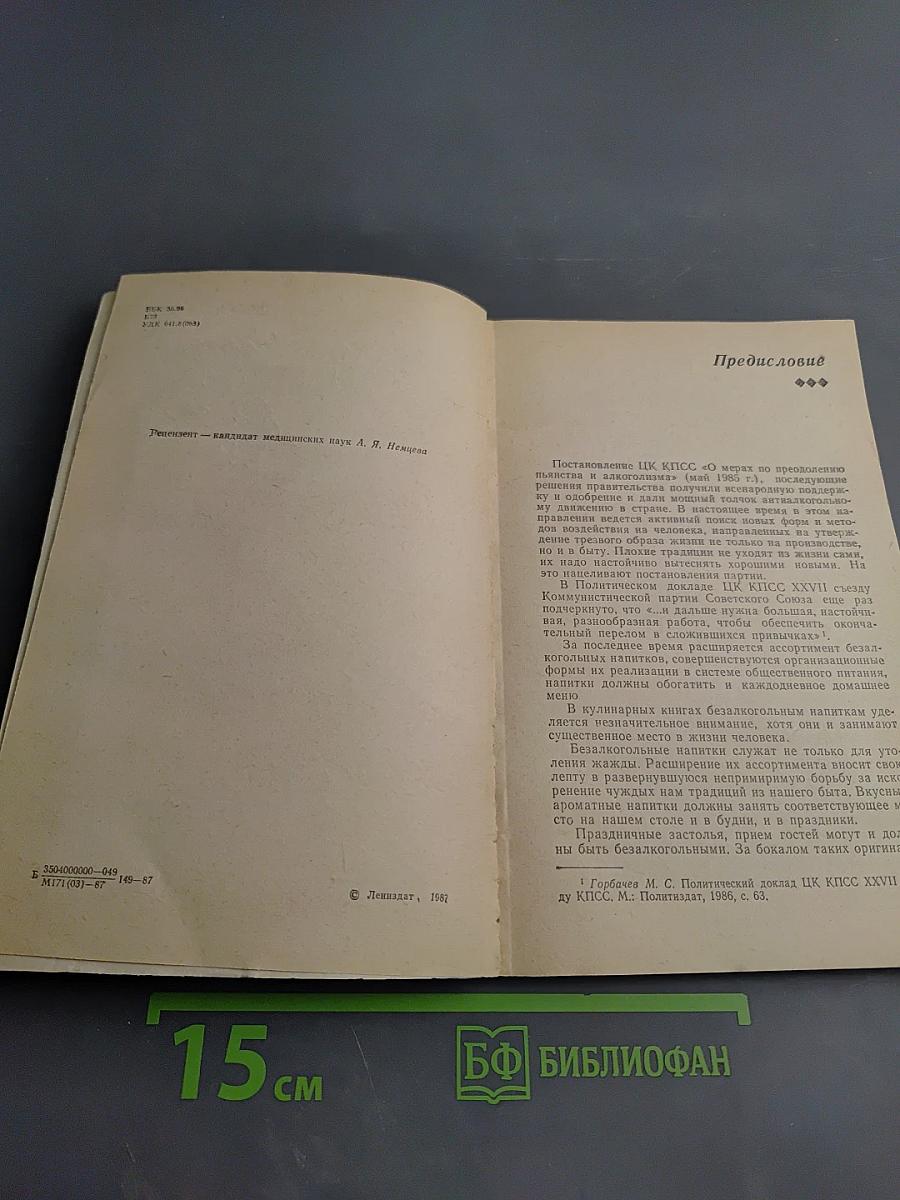 ББК 36.96
УДК 641.8(083)
Рецензент — кандидат медицинских наук А. Я. Немцева
Б 3504000000—049
М171(03)—87 149—87
© Лениздат, 1987
Предисловие
Постановление ЦК КПСС «О мерах по преодолению
пьянства и алкоголизма» (май 1985 г.), последующие
решения правительства получили всенародную поддерж-
ку и одобрение и дали мощный толчок антиалкогольно-
му движению в стране. В настоящее время в этом на-
правлении ведется активный поиск новых форм и мето-
дов воздействия на человека, направленных на утверж-
дение трезвого образа жизни не только на производстве,
но и в быту. Плохие традиции не уходят из жизни сами,
их надо настойчиво вытеснять хорошими новыми. На
это нацеливают постановления партии.
В Политическом докладе ЦК КПСС XXVII съезду
Коммунистической партии Советского Союза еще раз
подчеркнуто, что «...и дальше нужна большая, настойчи-
вая, разнообразная работа, чтобы обеспечить оконча-
тельный перелом в сложившихся привычках»¹.
За последнее время расширяется ассортимент безал-
когольных напитков, совершенствуются организационные
формы их реализации в системе общественного питания,
напитки должны обогатить и каждодневное домашнее
меню
В кулинарных книгах безалкогольным напиткам уде-
ляется незначительное внимание, хотя они и занимают
существенное место в жизни человека.
Безалкогольные напитки служат не только для уто-
ления жажды. Расширение их ассортимента вносит свою
лепту в развернувшуюся непримиримую борьбу за иско-
ренение чуждых нам традиций из нашего быта. Вкусны
ароматные напитки должны занять соответствующее м
сто на нашем столе и в будни, и в праздники.
Праздничные застолья, прием гостей могут и дол
ны быть безалкогольными. За бокалом таких оригина
¹ Горбачев М. С. Политический доклад ЦК КПСС XXVII
ду КПСС. М.: Политиздат, 1986, с. 63.
15 см
БФ БИБЛИОФАН